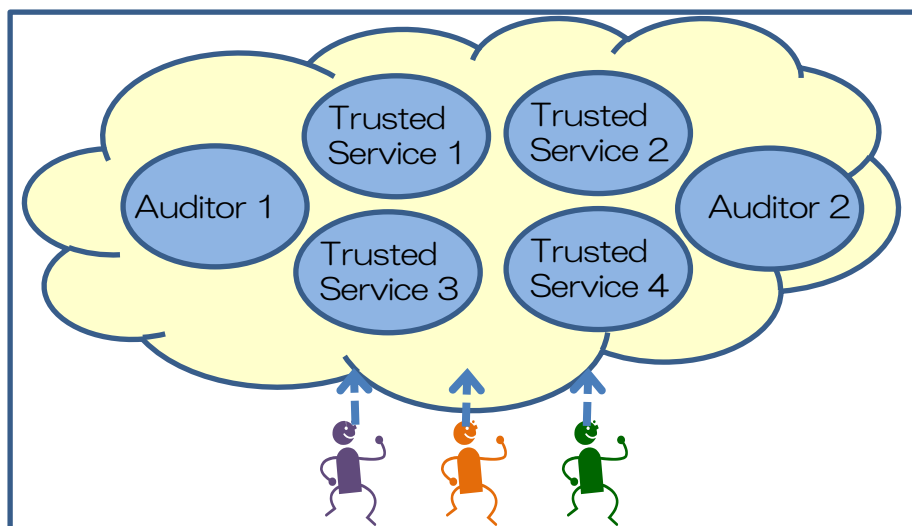 Trusted
Service 1
Trusted
Service 2
Auditor 1
Auditor 2
Trusted
Service 3
Trusted
Service 4